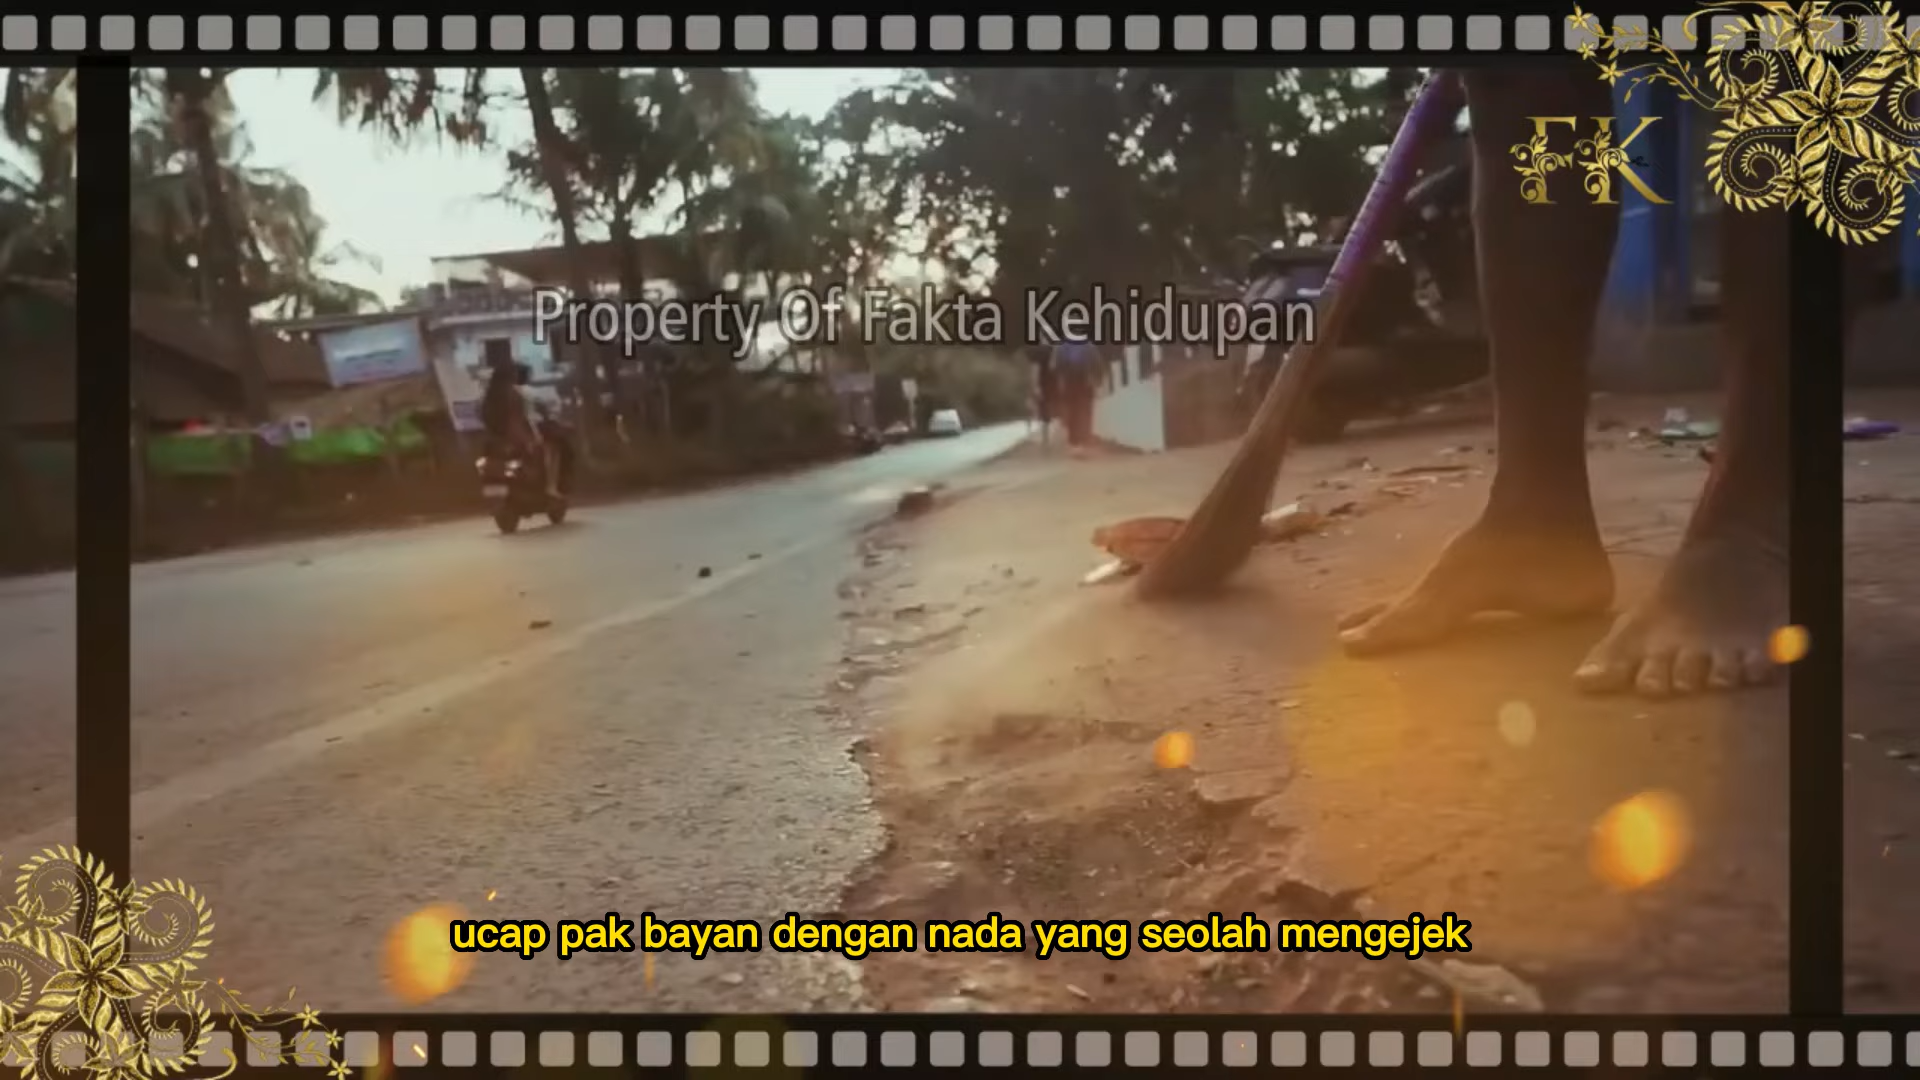 FK
Property Of Fakta Kehidupan
ucap pak bayan dengan nada yang seolah mengejek